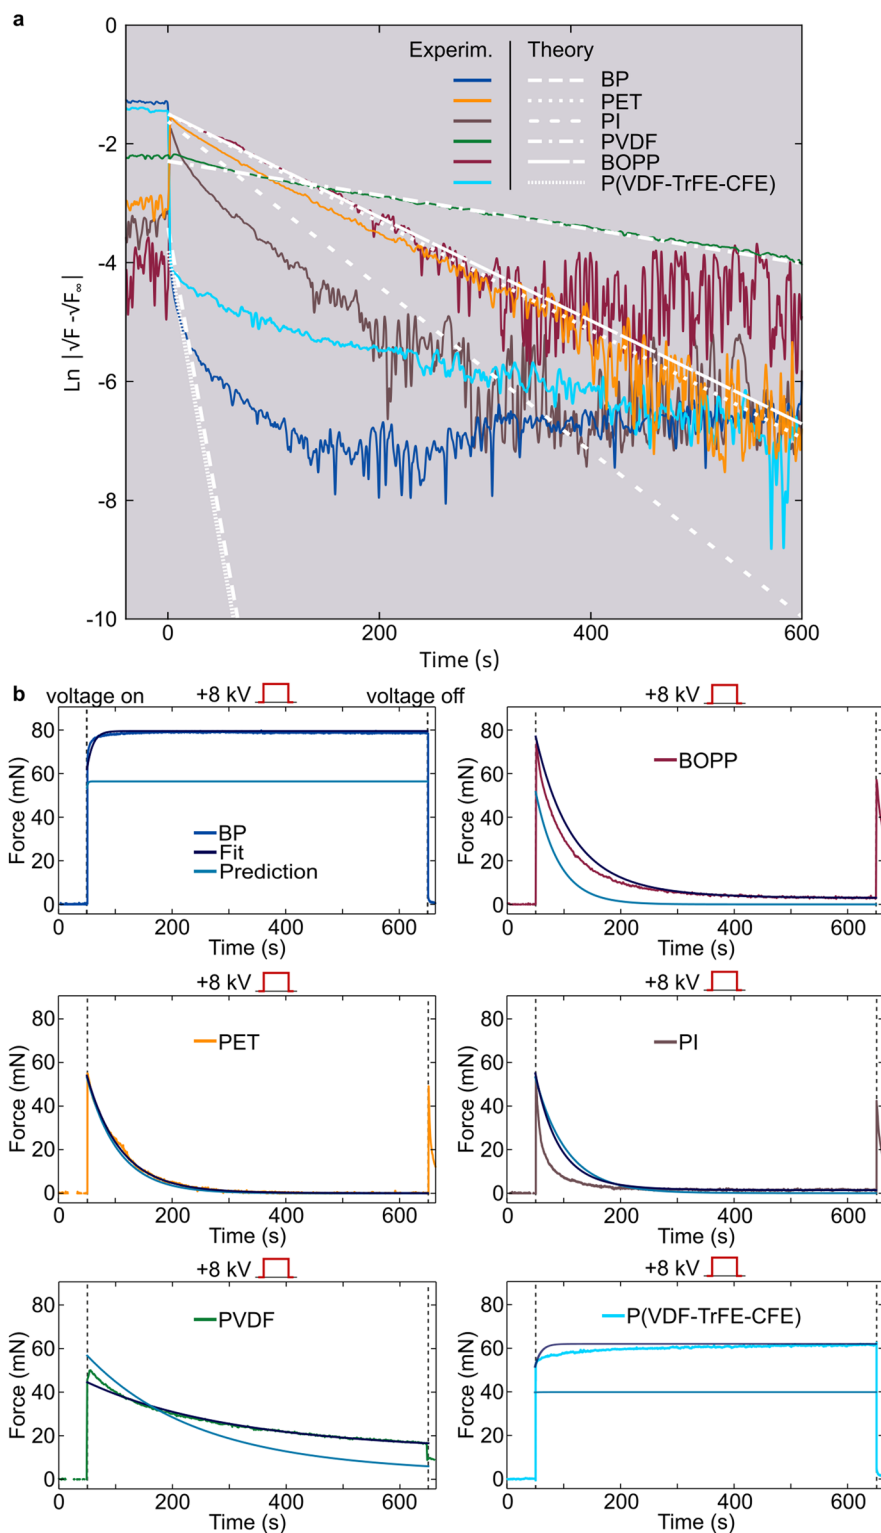 a
0
-2
-4
-6
-8
-10
Ln |√F -√F∞|
Experim.
Theory
BP
PET
PI
PVDF
BOPP
P(VDF-TrFE-CFE)
0
200
400
600
Time (s)
b
voltage on
+8 kV
voltage off
80
60
40
20
0
Force (mN)
BP
Fit
Prediction
0
200
400
600
Time (s)
+8 kV
80
60
40
20
0
Force (mN)
BOPP
0
200
400
600
Time (s)
+8 kV
80
60
40
20
0
Force (mN)
PET
0
200
400
600
Time (s)
+8 kV
80
60
40
20
0
Force (mN)
PI
0
200
400
600
Time (s)
+8 kV
80
60
40
20
0
Force (mN)
PVDF
0
200
400
600
Time (s)
+8 kV
80
60
40
20
0
Force (mN)
P(VDF-TrFE-CFE)
0
200
400
600
Time (s)